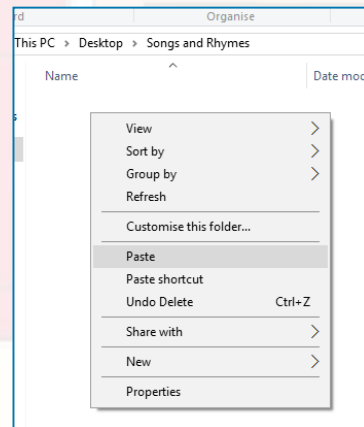 Organise
This PC > Desktop > Songs and Rhymes
Name Date mod
View
Sort by
Group by
Refresh
Customise this folder...
Paste
Paste shortcut
Undo Delete Ctrl+Z
Share with
New
Properties